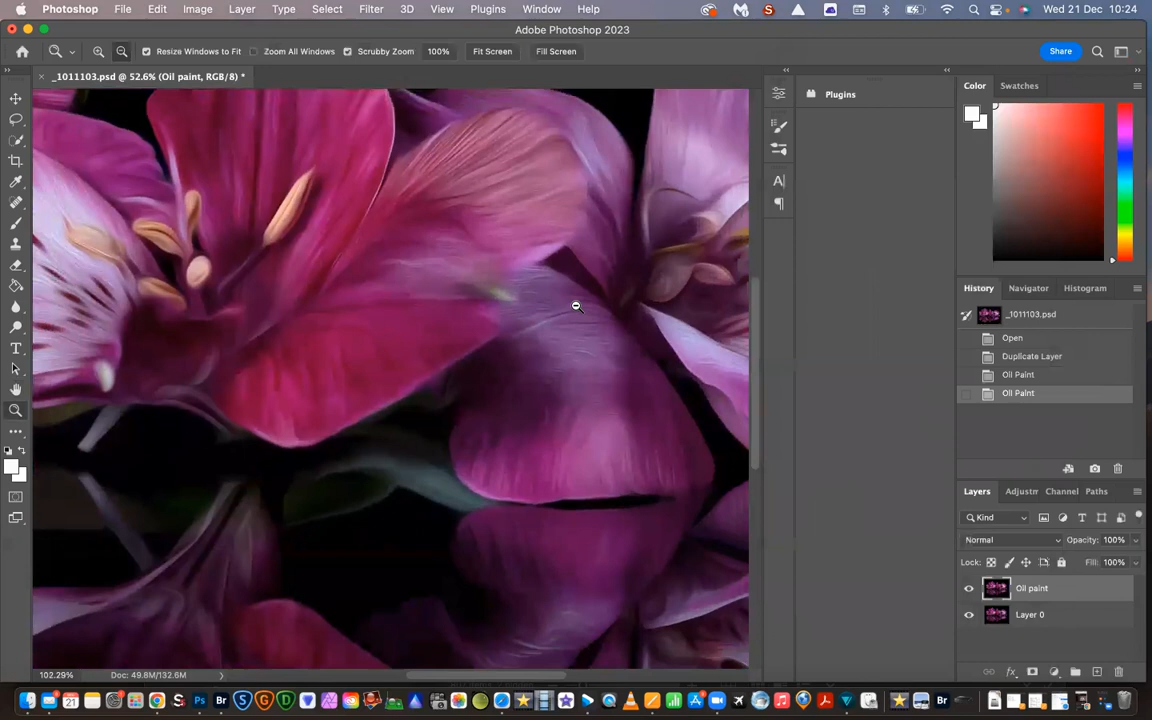 Photoshop File Edit Image Layer Type Select Filter 3D View Plugins Window Help Wed 21 Dec 10:24
Adobe Photoshop 2023
Resize Windows to Fit Zoom All Windows Scrubby Zoom 100% Fit Screen Fill Screen Share
_1011103.psd @ 52.6% (Oil paint, RGB/8) *
Plugins
Color Swatches
History Navigator Histogram
_1011103.psd
Open
Duplicate Layer
Oil Paint
Oil Paint
Layers Adjustm Channel Paths
Kind
Normal Opacity: 100%
Lock: Fill: 100%
Oil paint
Layer 0
102.29% Doc: 49.8M/132.6M